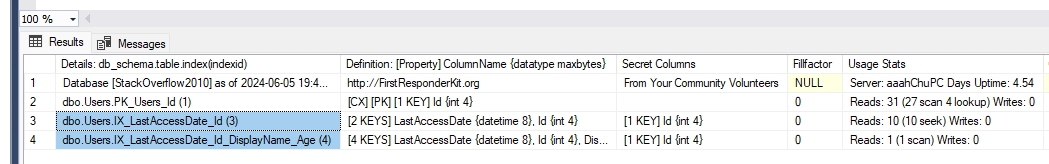 100 %
Results Messages
Details: db_schema.table.index(indexid) Definition: [Property] ColumnName {datatype maxbytes} Secret Columns Fillfactor Usage Stats
1 Database [StackOverflow2010] as of 2024-06-05 19:4... http://FirstResponderKit.org From Your Community Volunteers NULL Server: aaahChuPC Days Uptime: 4.54
2 dbo.Users.PK_Users_Id (1) [CX] [PK] [1 KEY] Id {int 4} 0 Reads: 31 (27 scan 4 lookup) Writes: 0
3 dbo.Users.IX_LastAccessDate_Id (3) [2 KEYS] LastAccessDate {datetime 8}, Id {int 4} [1 KEY] Id {int 4} 0 Reads: 10 (10 seek) Writes: 0
4 dbo.Users.IX_LastAccessDate_Id_DisplayName_Age (4) [4 KEYS] LastAccessDate {datetime 8}, Id {int 4}, Dis... [1 KEY] Id {int 4} 0 Reads: 1 (1 scan) Writes: 0